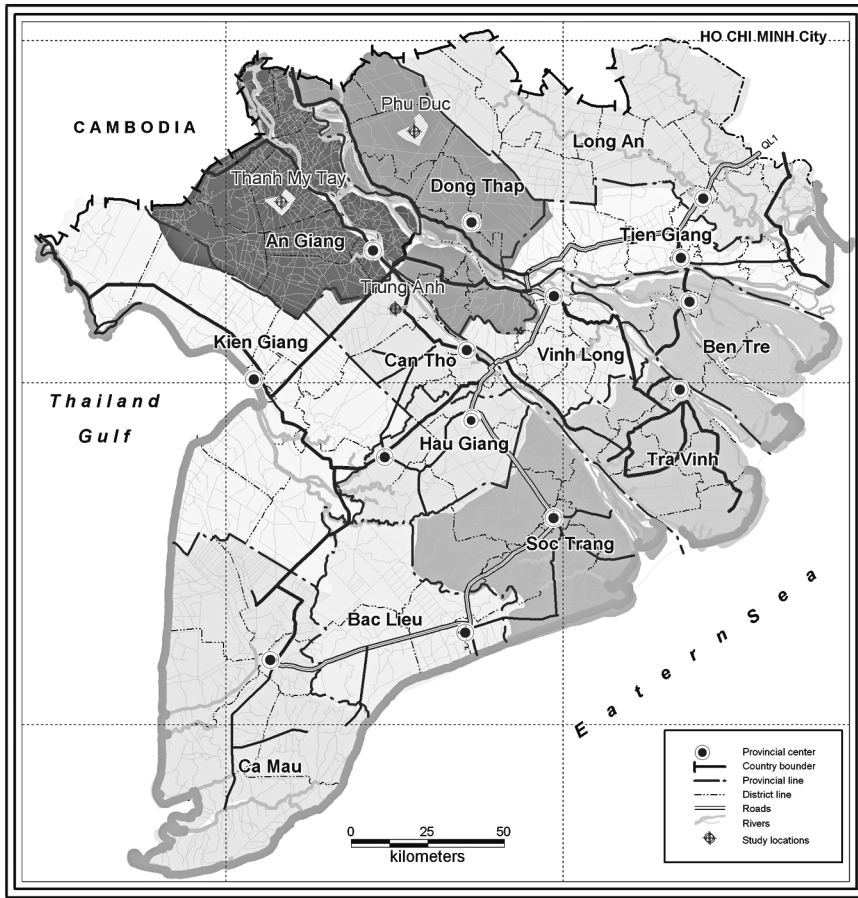 HO CHI MINH City
CAMBODIA
Phu Duc
QL1
Long An
Thanh My Tay
Dong Thap
Tien Giang
An Giang
Trung Anh
Kien Giang
Can Tho
Vinh Long
Ben Tre
Thailand
Gulf
Hau Giang
Tra Vinh
Soc Trang
Bac Lieu
Eatern Sea
Ca Mau
0 25 50
kilometers
Provincial center
Country bounder
Provincial line
District line
Roads
Rivers
Study locations